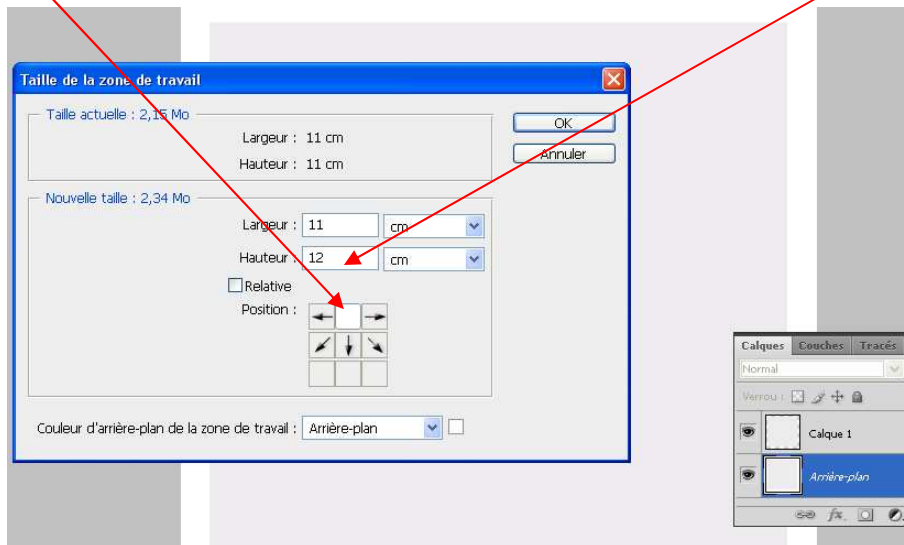 Taille de la zone de travail
Taille actuelle : 2,15 Mo
Largeur : 11 cm
Hauteur : 11 cm
OK
Annuler
Nouvelle taille : 2,34 Mo
Largeur : 11 cm
Hauteur : 12 cm
Relative
Position :
Couleur d'arrière-plan de la zone de travail : Arrière-plan
Calques Couches Tracés
Normal
Verrou :
Calque 1
Arrière-plan
fx.